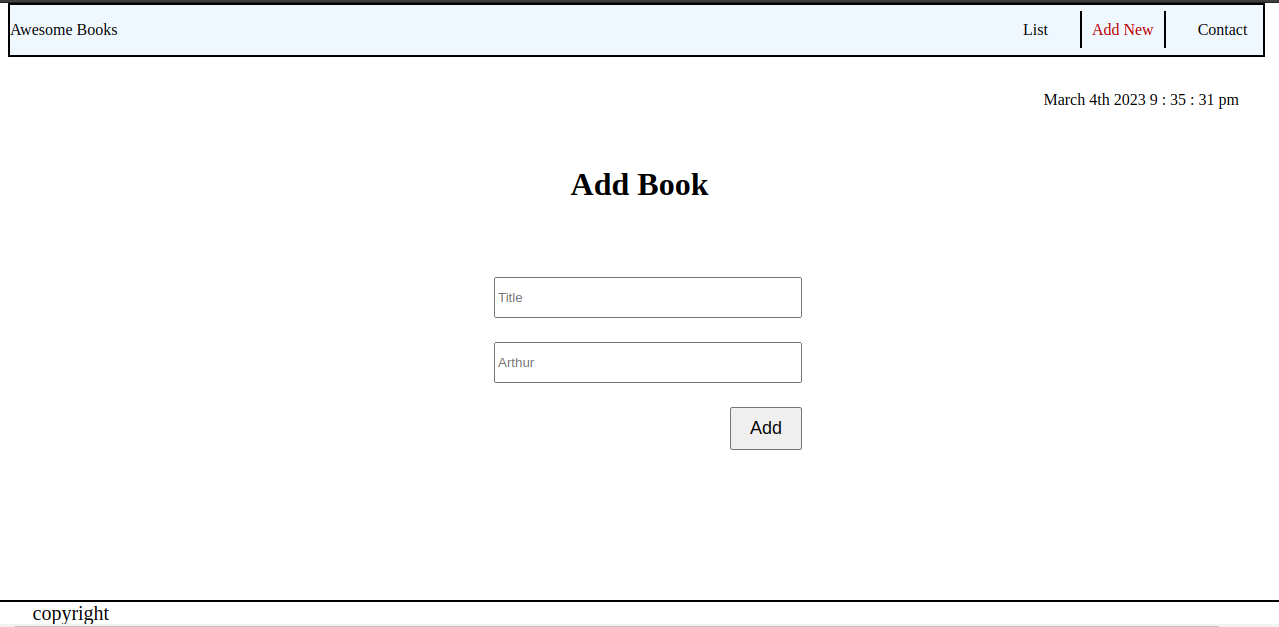 Awesome Books List Add New Contact
March 4th 2023 9 : 35 : 31 pm
Add Book
Title
Arthur
Add
copyright